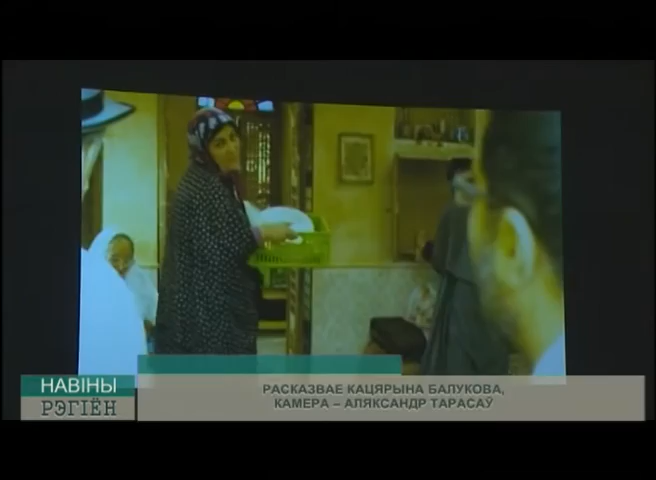 НАВІНЫ
РЭГІЁН
РАСКАЗВАЕ КАЦЯРЫНА БАЛУКОВА,
КАМЕРА – АЛЯКСАНДР ТАРАСАЎ